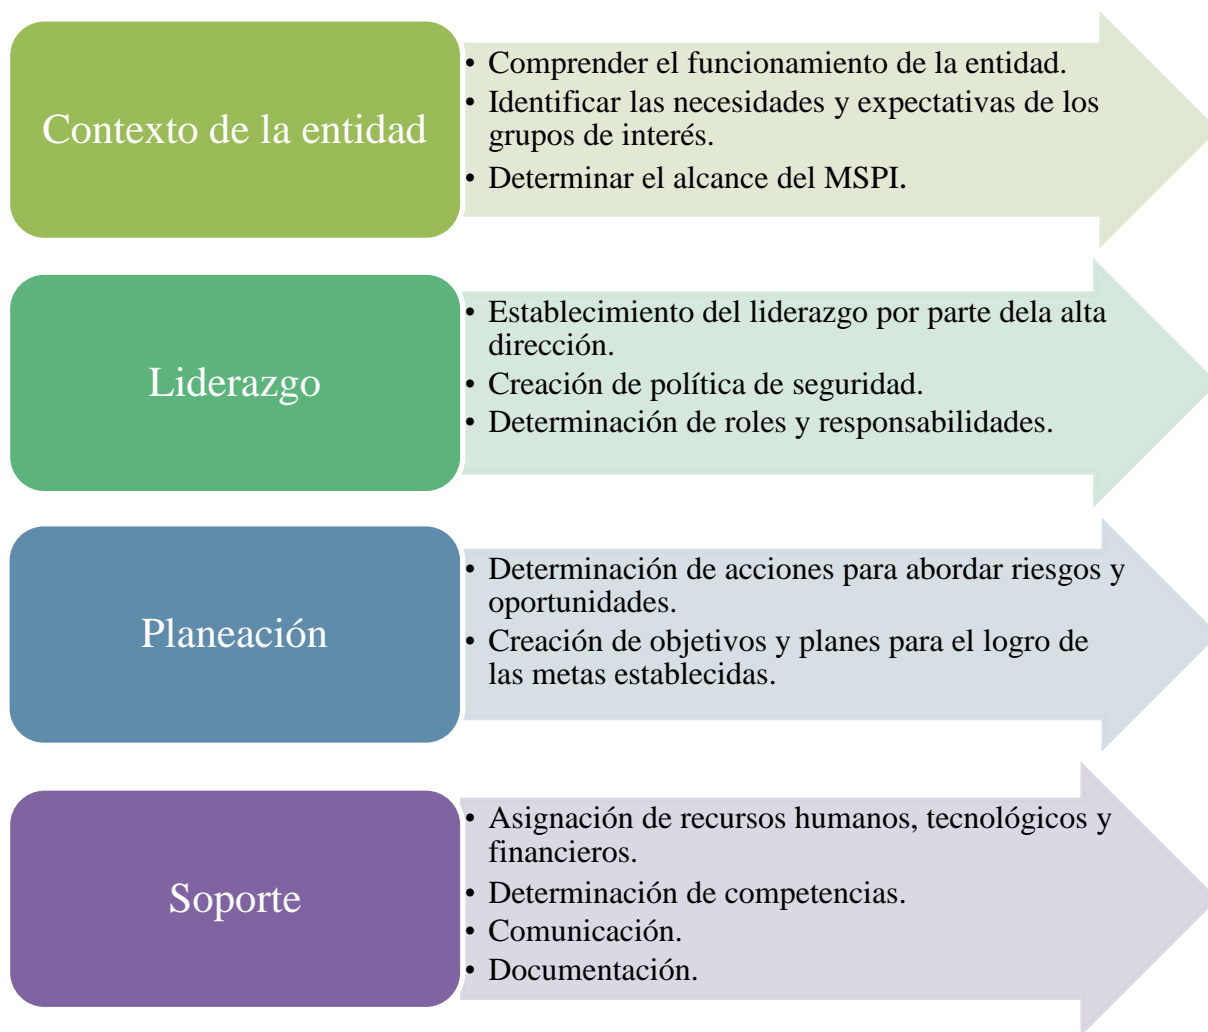 Contexto de la entidad
• Comprender el funcionamiento de la entidad.
• Identificar las necesidades y expectativas de los
grupos de interés.
• Determinar el alcance del MSPI.
Liderazgo
• Establecimiento del liderazgo por parte dela alta
dirección.
• Creación de política de seguridad.
• Determinación de roles y responsabilidades.
Planeación
• Determinación de acciones para abordar riesgos y
oportunidades.
• Creación de objetivos y planes para el logro de
las metas establecidas.
Soporte
• Asignación de recursos humanos, tecnológicos y
financieros.
• Determinación de competencias.
• Comunicación.
• Documentación.